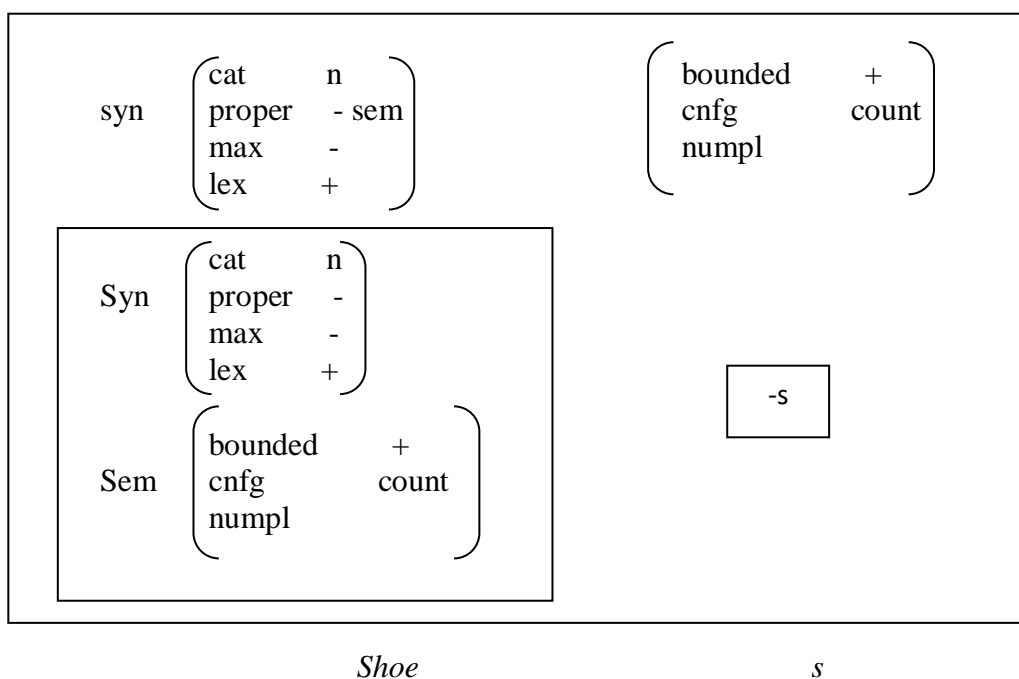 cat n bounded +
syn proper - sem cnfg count
max - numpl
lex +
cat n
Syn proper -
max -
lex +
-s
bounded +
Sem cnfg count
numpl
Shoe s